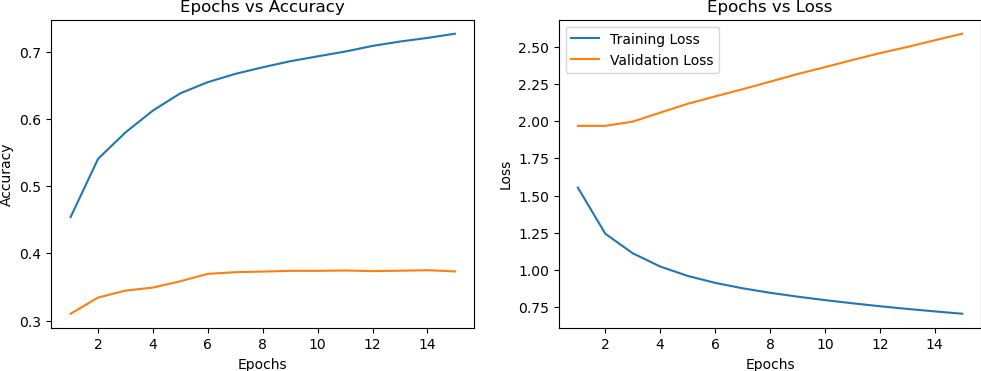 Epochs vs Accuracy
Accuracy
0.7
0.6
0.5
0.4
0.3
2 4 6 8 10 12 14
Epochs
Epochs vs Loss
Training Loss
Validation Loss
Loss
2.50
2.25
2.00
1.75
1.50
1.25
1.00
0.75
2 4 6 8 10 12 14
Epochs